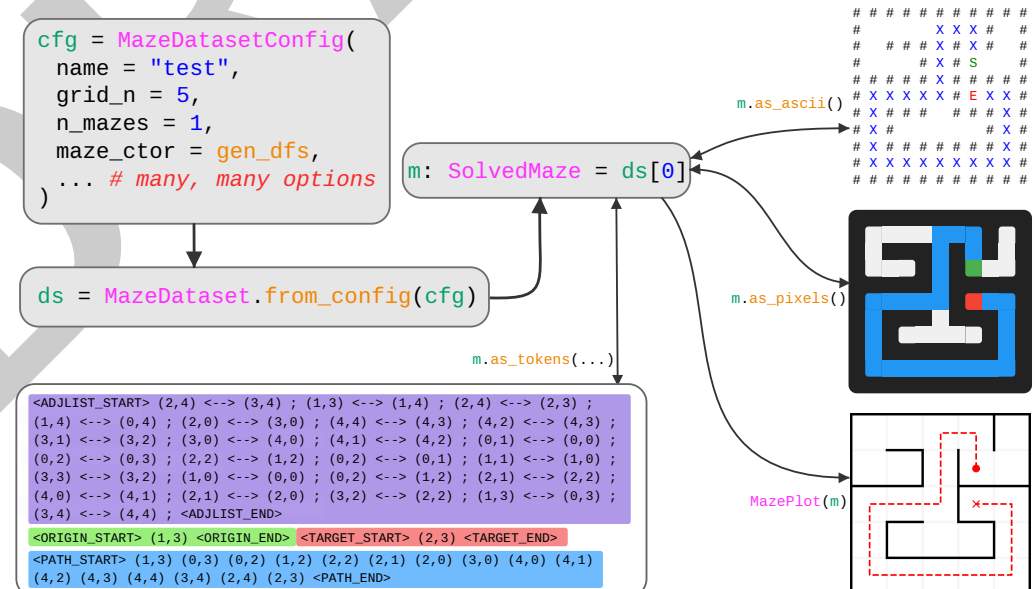 cfg = MazeDatasetConfig(
name = "test",
grid_n = 5,
n_mazes = 1,
maze_ctor = gen_dfs,
... # many, many options
)
ds = MazeDataset.from_config(cfg)
m: SolvedMaze = ds[0]
m.as_ascii()
# # # # # # # # # # #
#         X X X #   #
#   # # # X # X #   #
#       # X # S     #
# # # # # X # # # # #
# X X X X X # E X X #
# X # # #   # # # X #
# X #           # X #
# X # # # # # # # X #
# X X X X X X X X X #
# # # # # # # # # # #
m.as_pixels()
m.as_tokens(...)
MazePlot(m)
<ADJLIST_START> (2,4) <--> (3,4) ; (1,3) <--> (1,4) ; (2,4) <--> (2,3) ;
(1,4) <--> (0,4) ; (2,0) <--> (3,0) ; (4,4) <--> (4,3) ; (4,2) <--> (4,3) ;
(3,1) <--> (3,2) ; (3,0) <--> (4,0) ; (4,1) <--> (4,2) ; (0,1) <--> (0,0) ;
(0,2) <--> (0,3) ; (2,2) <--> (1,2) ; (0,2) <--> (0,1) ; (1,1) <--> (1,0) ;
(3,3) <--> (3,2) ; (1,0) <--> (0,0) ; (0,2) <--> (1,2) ; (2,1) <--> (2,2) ;
(4,0) <--> (4,1) ; (2,1) <--> (2,0) ; (3,2) <--> (2,2) ; (1,3) <--> (0,3) ;
(3,4) <--> (4,4) ; <ADJLIST_END>
<ORIGIN_START> (1,3) <ORIGIN_END> <TARGET_START> (2,3) <TARGET_END>
<PATH_START> (1,3) (0,3) (0,2) (1,2) (2,2) (2,1) (2,0) (3,0) (4,0) (4,1)
(4,2) (4,3) (4,4) (3,4) (2,4) (2,3) <PATH_END>